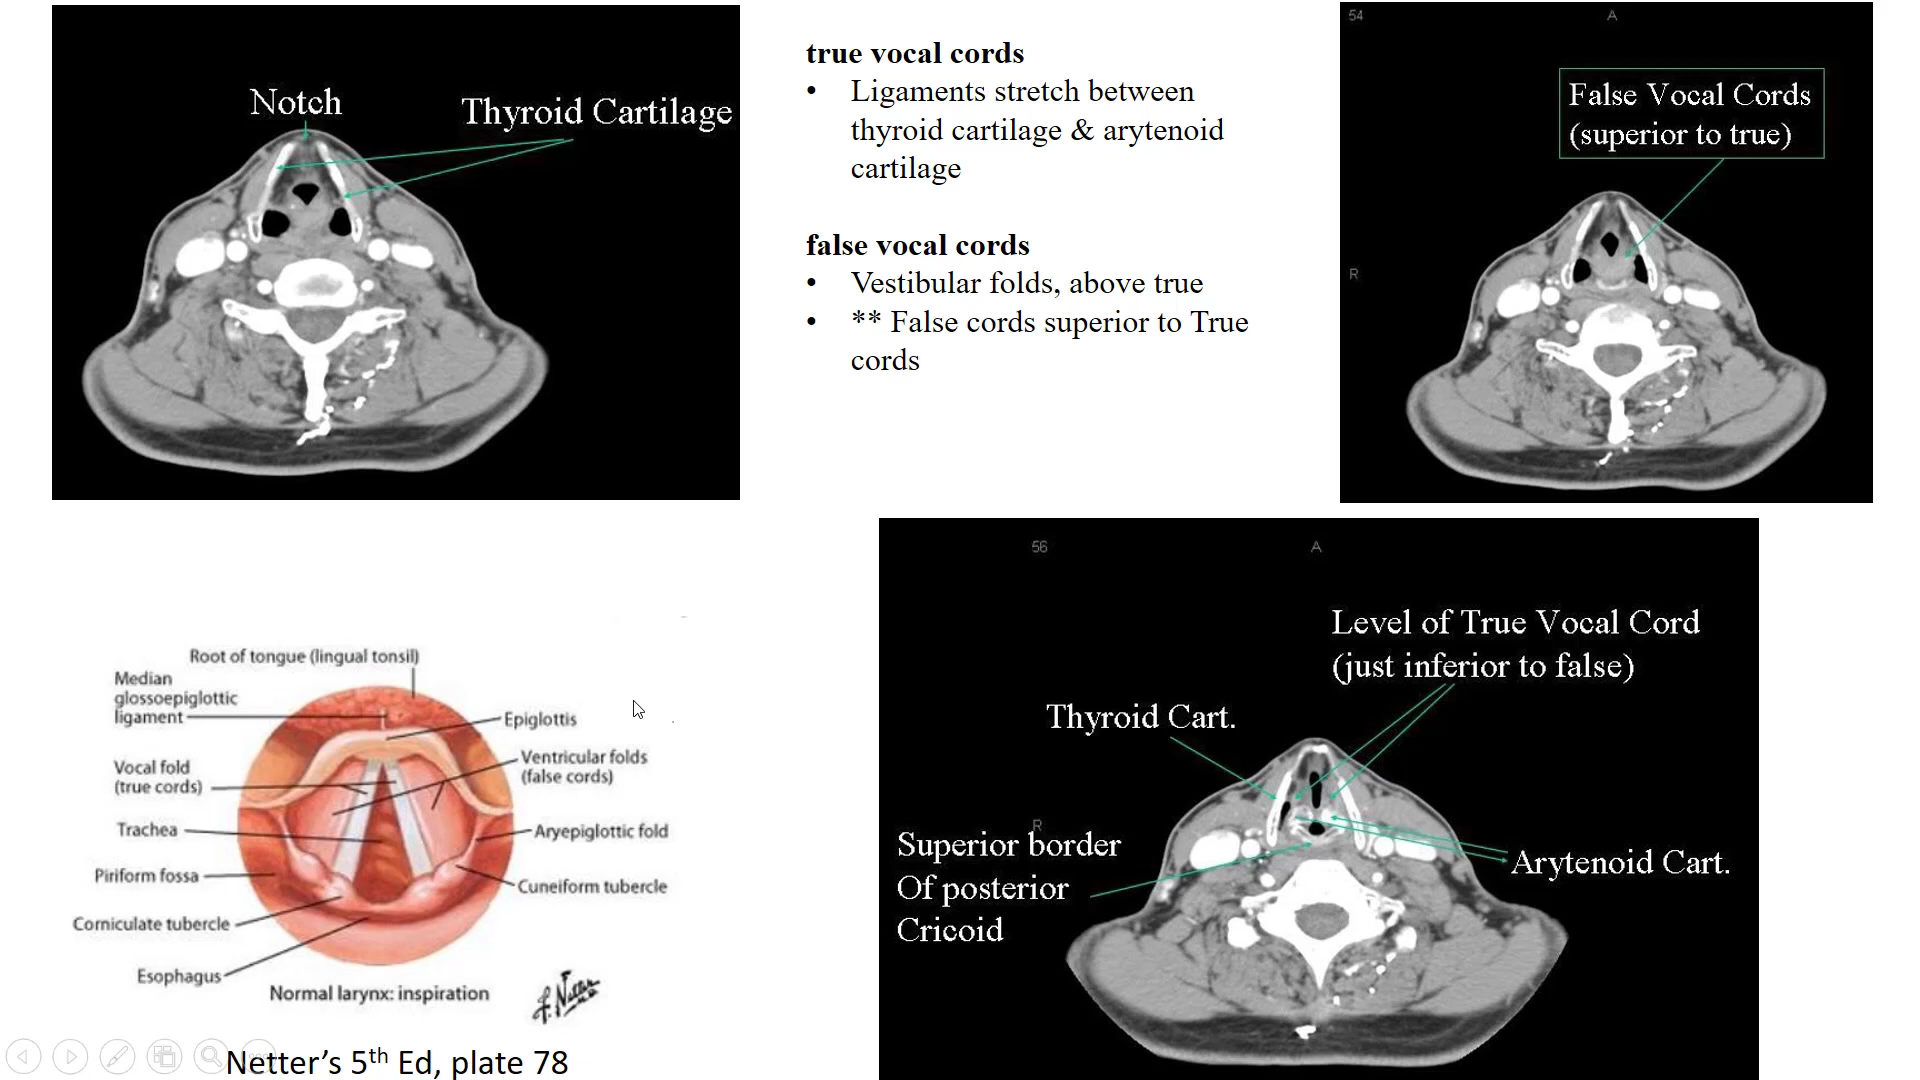 Notch
Thyroid Cartilage
true vocal cords
• Ligaments stretch between
thyroid cartilage & arytenoid
cartilage
false vocal cords
• Vestibular folds, above true
• ** False cords superior to True
cords
54
A
False Vocal Cords
(superior to true)
R
Root of tongue (lingual tonsil)
Median
glossoepiglottic
ligament
Epiglottis
Ventricular folds
(false cords)
Vocal fold
(true cords)
Trachea
Aryepiglottic fold
Piriform fossa
Cuneiform tubercle
Corniculate tubercle
Esophagus
Normal larynx: inspiration
F. Netter
Netter’s 5th Ed, plate 78
56
A
Level of True Vocal Cord
(just inferior to false)
Thyroid Cart.
R
Superior border
Of posterior
Cricoid
Arytenoid Cart.